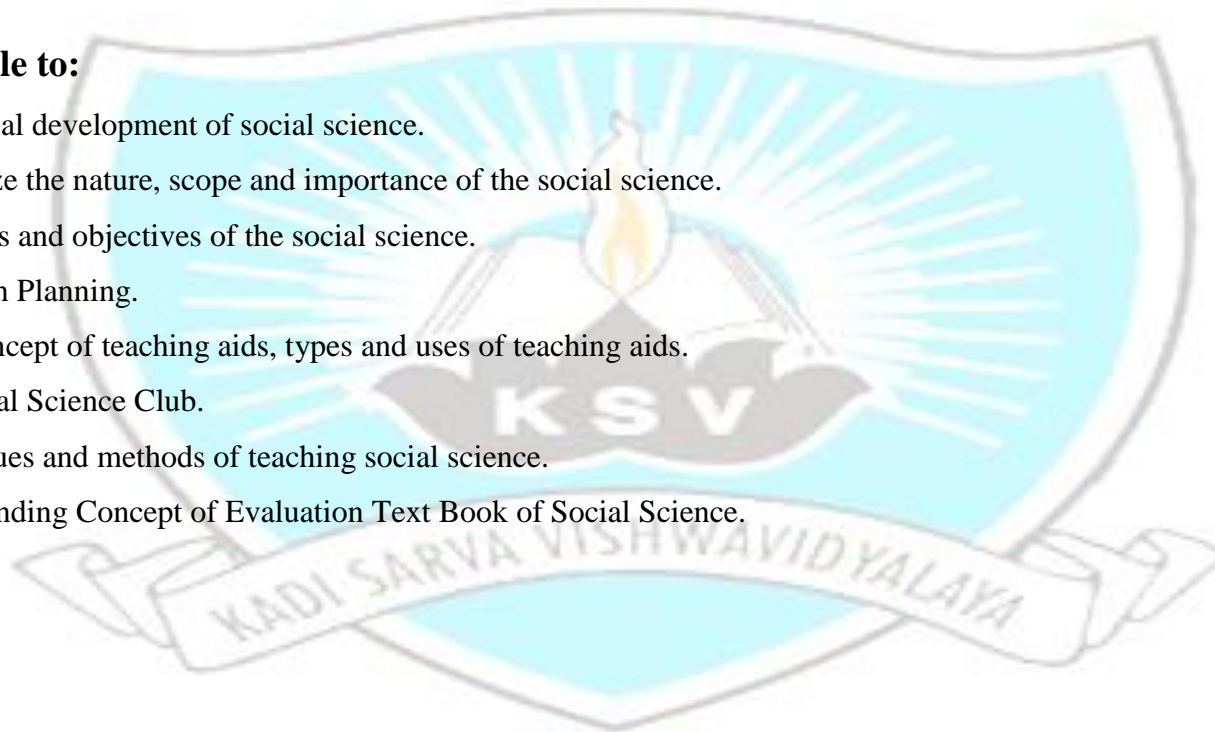 le to:
al development of social science.
ze the nature, scope and importance of the social science.
s and objectives of the social science.
n Planning.
ncept of teaching aids, types and uses of teaching aids.
al Science Club.
ues and methods of teaching social science.
nding Concept of Evaluation Text Book of Social Science.
KSV
KADI SARVA VISHWAVIDYALAYA